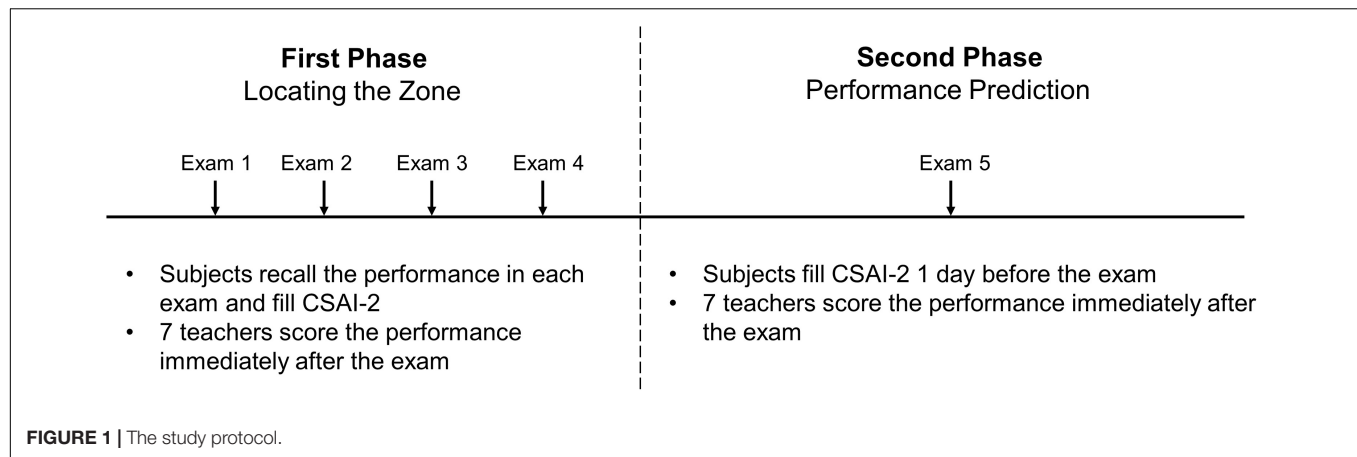 First Phase
Locating the Zone
Exam 1
Exam 2
Exam 3
Exam 4
• Subjects recall the performance in each
exam and fill CSAI-2
• 7 teachers score the performance
immediately after the exam
Second Phase
Performance Prediction
Exam 5
• Subjects fill CSAI-2 1 day before the exam
• 7 teachers score the performance immediately after
the exam
FIGURE 1 | The study protocol.